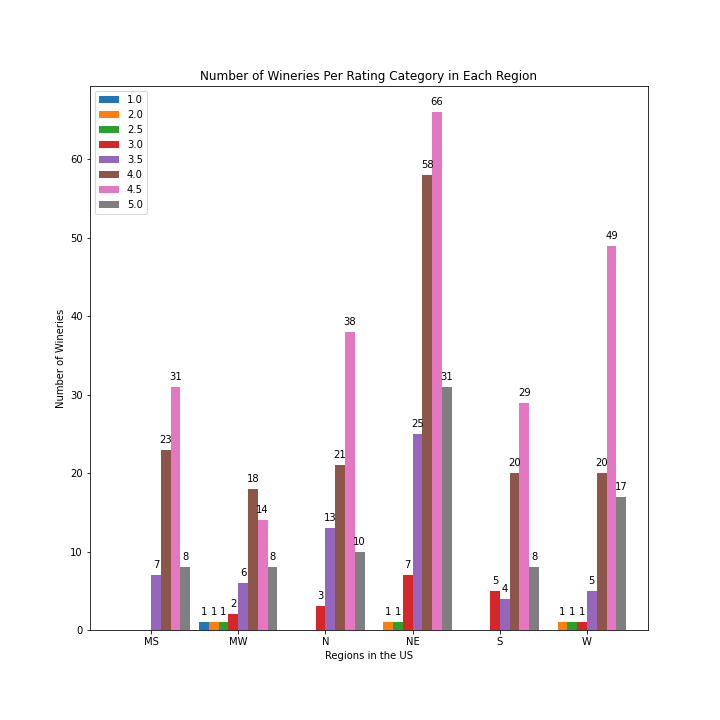 Number of Wineries Per Rating Category in Each Region
1.0
2.0
2.5
3.0
3.5
4.0
4.5
5.0
Number of Wineries
60
50
40
30
20
10
0
7 23 31 8
1 1 1 2 6 18 14 8
3 13 21 38 10
1 1 7 25 58 66 31
5 4 20 29 8
1 1 1 5 20 49 17
MS MW N NE S W
Regions in the US